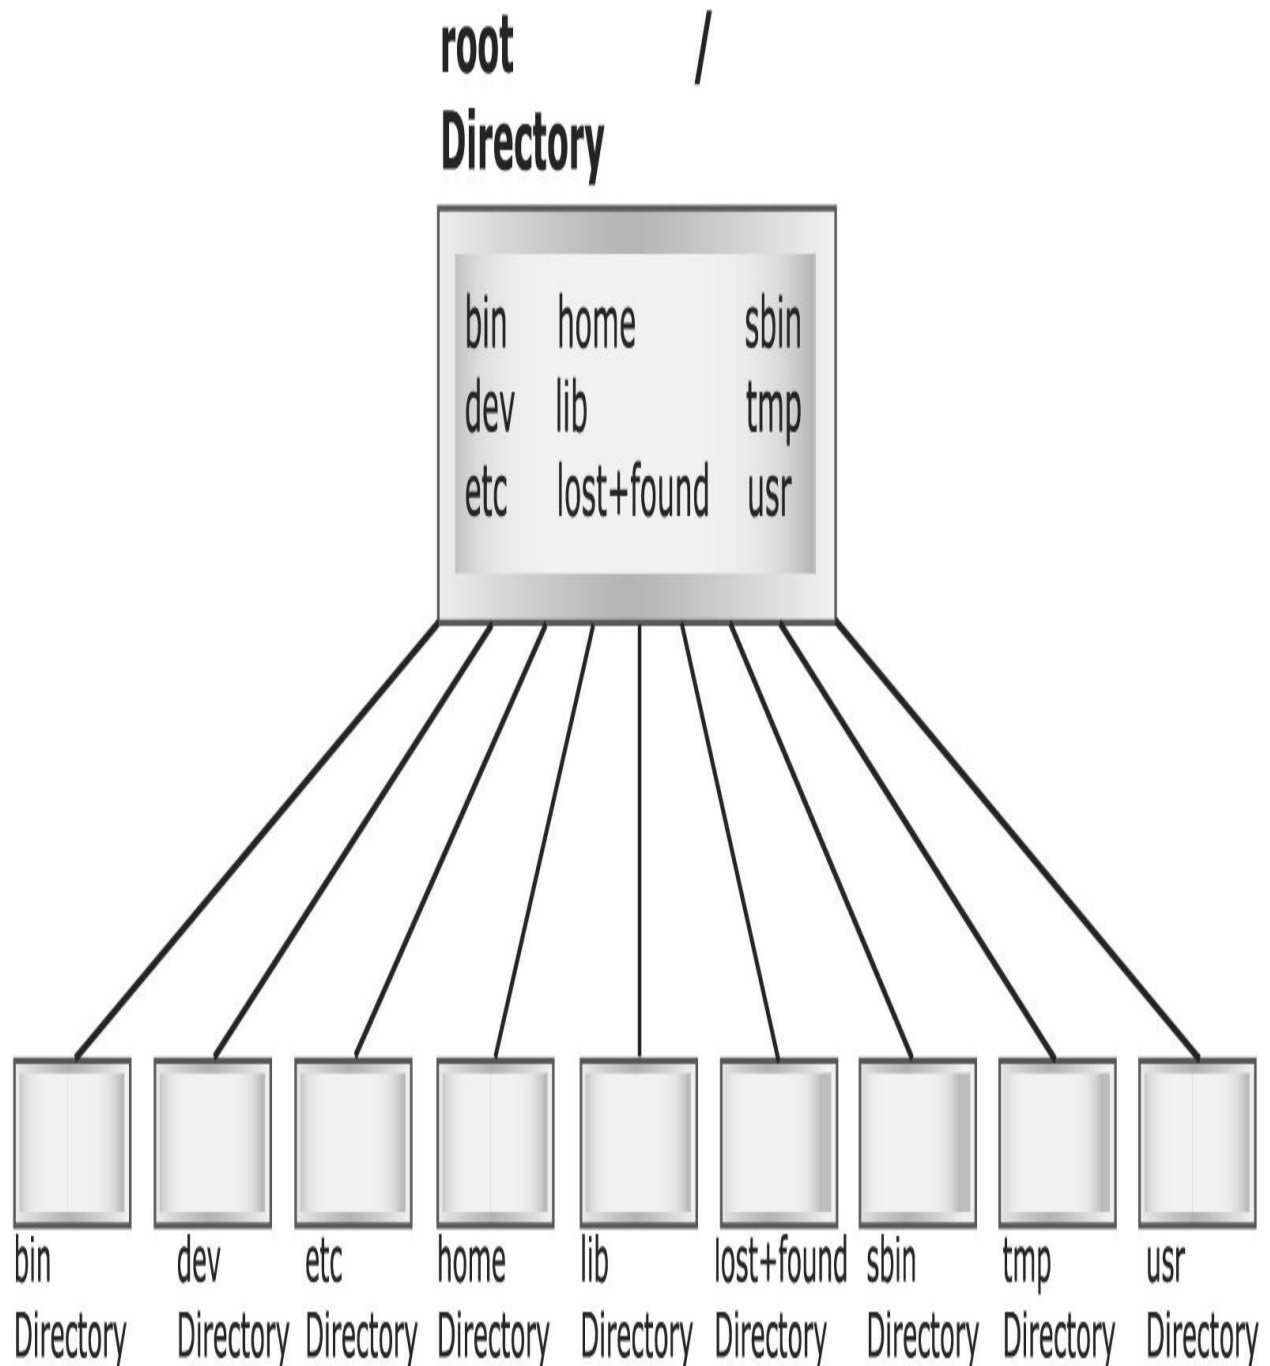 root /
Directory
bin home sbin
dev lib tmp
etc lost+found usr
bin dev etc home lib lost+found sbin tmp usr
Directory Directory Directory Directory Directory Directory Directory Directory Directory